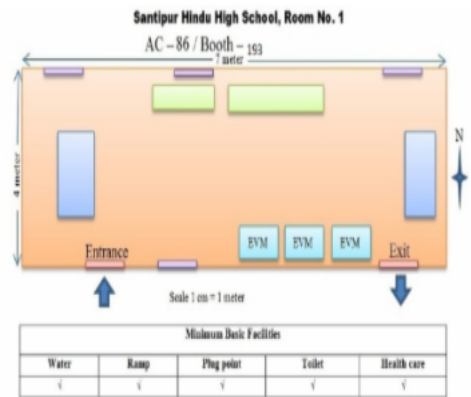 Santipur Hindu High School, Room No. 1
AC – 86 / Booth – 193
7 meter
4 meter
N
EVM EVM EVM
Entrance Exit
Scale 1 cm = 1 meter
Minimum Basic Facilities
Water Ramp Plug point Toilet Health care
√ √ √ √ √